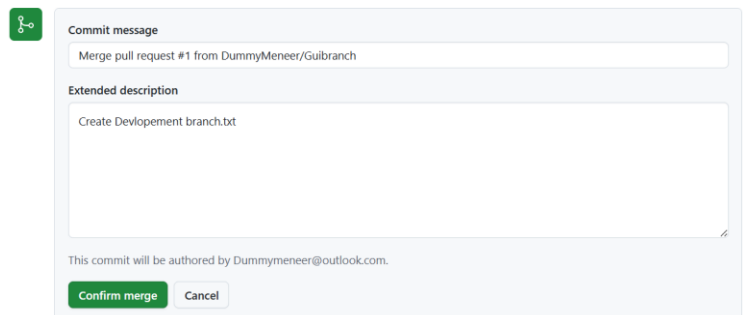 Commit message
Merge pull request #1 from DummyMeneer/Guibranch
Extended description
Create Devlopement branch.txt
This commit will be authored by Dummymeneer@outlook.com.
Confirm merge Cancel